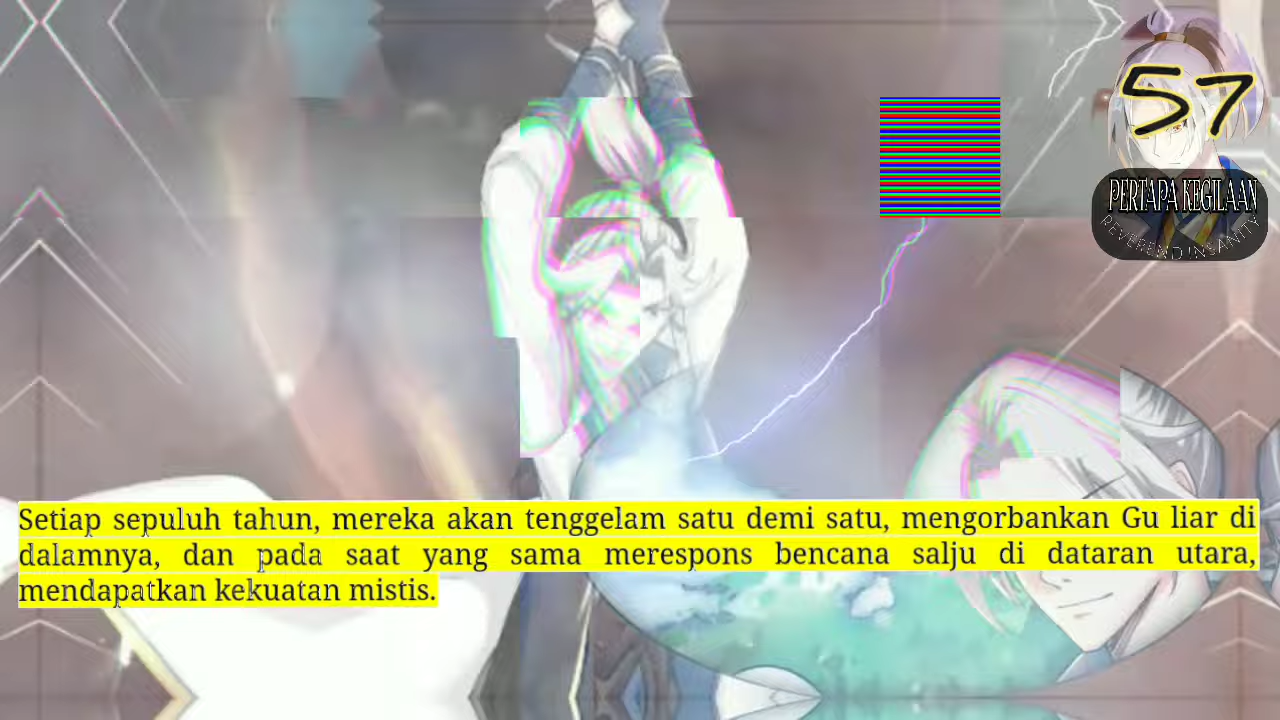 57
PERTAPA KEGILAAN
REVEREND INSANITY
Setiap sepuluh tahun, mereka akan tenggelam satu demi satu, mengorbankan Gu liar di
dalamnya, dan pada saat yang sama merespons bencana salju di dataran utara,
mendapatkan kekuatan mistis.